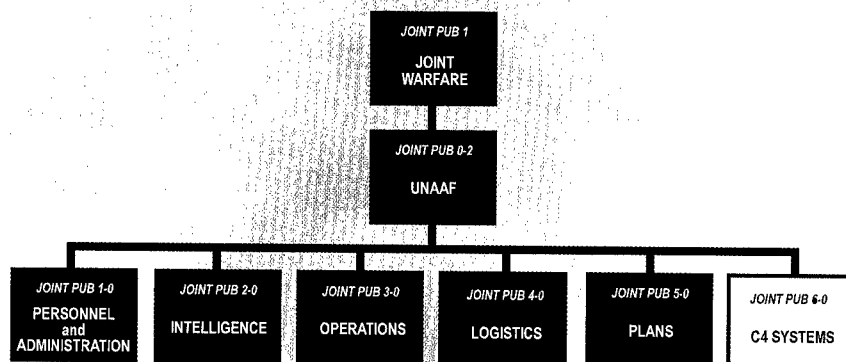 JOINT PUB 1
JOINT
WARFARE
JOINT PUB 0-2
UNAAF
JOINT PUB 1-0
PERSONNEL
and
ADMINISTRATION
JOINT PUB 2-0
INTELLIGENCE
JOINT PUB 3-0
OPERATIONS
JOINT PUB 4-0
LOGISTICS
JOINT PUB 5-0
PLANS
JOINT PUB 6-0
C4 SYSTEMS